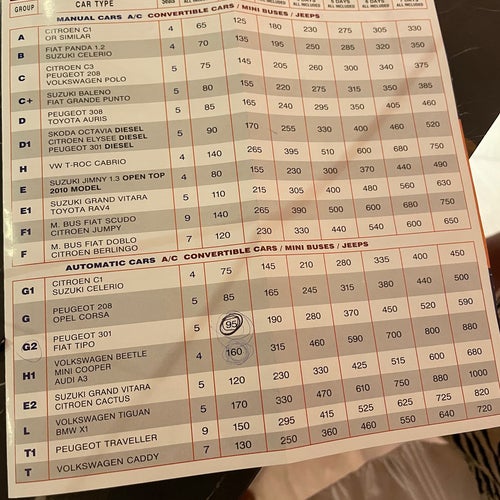 GROUP CAR TYPE Seats ALL INCLUDED ALL INCLUDED ALL INCLUDED ALL INCLUDED ALL INCLUDED ALL INCLUDED
MANUAL CARS A/C CONVERTIBLE CARS / MINI BUSES / JEEPS
A CITROEN C1 4 65 125 180 230 275 305 330
OR SIMILAR
B FIAT PANDA 1.2 4 70 135 195 250 285 320 350
SUZUKI CELERIO
CITROEN C3
C PEUGEOT 208 5 75 145 205 260 300 340 375
VOLKSWAGEN POLO
C+ SUZUKI BALENO 5 80 155 220 275 315 350 385
FIAT GRANDE PUNTO
D PEUGEOT 308 5 85 165 240 295 350 405 460
TOYOTA AURIS
SKODA OCTAVIA DIESEL
D1 CITROEN ELYSEE DIESEL 5 90 170 255 330 400 460 520
PEUGEOT 301 DIESEL
H VW T-ROC CABRIO 4 140 265 395 510 600 680 750
E SUZUKI JIMNY 1.3 OPEN TOP 4 80 155 230 300 370 440 490
2010 MODEL
E1 SUZUKI GRAND VITARA 5 110 215 305 400 480 560 630
TOYOTA RAV4
F1 M. BUS FIAT SCUDO 9 140 265 390 500 600 680 750
CITROEN JUMPY
F M. BUS FIAT DOBLO 7 120 230 330 440 540 600 650
CITROEN BERLINGO
AUTOMATIC CARS A/C CONVERTIBLE CARS / MINI BUSES / JEEPS
G1 CITROEN C1 4 75 145 210 280 335 400 450
SUZUKI CELERIO
G PEUGEOT 208 5 85 165 245 315 380 440 500
OPEL CORSA
G2 PEUGEOT 301 5 95 190 280 370 450 520 590
FIAT TIPO
VOLKSWAGEN BEETLE
H1 MINI COOPER 4 160 315 460 590 700 800 880
AUDI A3
E2 SUZUKI GRAND VITARA 5 120 230 330 425 515 600 680
CITROEN CACTUS
L VOLKSWAGEN TIGUAN 5 170 330 470 610 750 880 1000
BMW X1
T1 PEUGEOT TRAVELLER 9 150 295 415 525 625 725 820
T VOLKSWAGEN CADDY 7 130 250 360 460 550 640 720